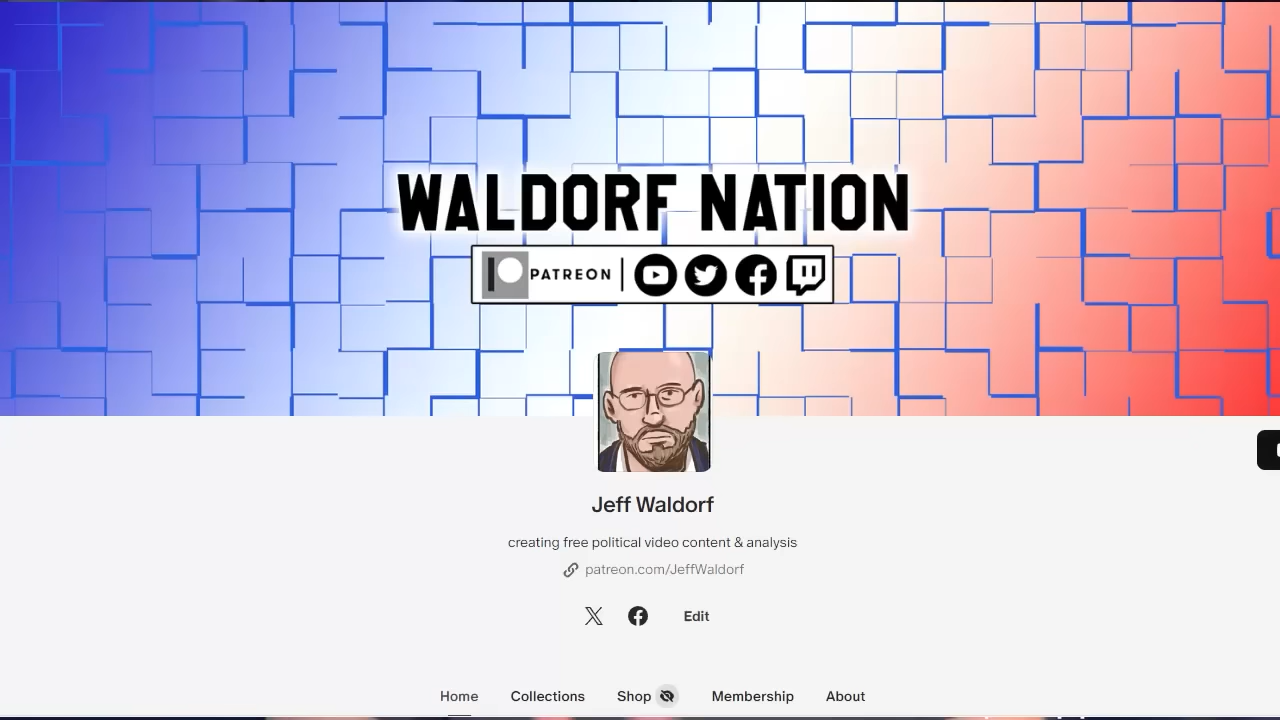 WALDORF NATION
PATREON
Jeff Waldorf
creating free political video content & analysis
patreon.com/JeffWaldorf
Edit
Home Collections Shop Membership About